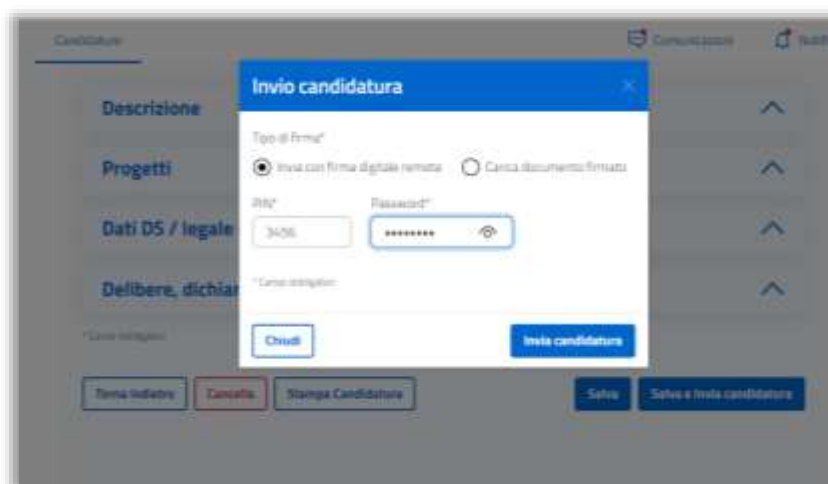 Candidature
Comunicazioni
Invio candidatura
Descrizione
Tipo di firma*
Progetti
Invia con firma digitale remota
Carica documento firmato
PIN*
Password*
Dati DS / legale
3456
••••••••
Delibere, dichiar
*Campi obbligatori
*Campi obbligatori
Chiudi
Invia candidatura
Torna Indietro
Cancella
Stampa Candidatura
Salva
Salva e Invia candidatura